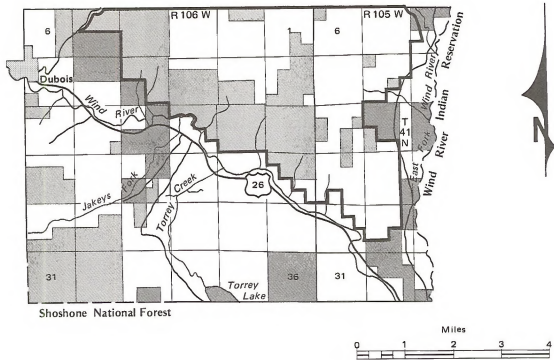 R 106 W
R 105 W
6
1
6
Dubois
Wind River
T
41
N
East Fork Wind River
Wind River Indian Reservation
Jakeys Fork
Torrey Creek
26
31
36
31
Torrey
Lake
Shoshone National Forest
N
Miles
0 1 2 3 4